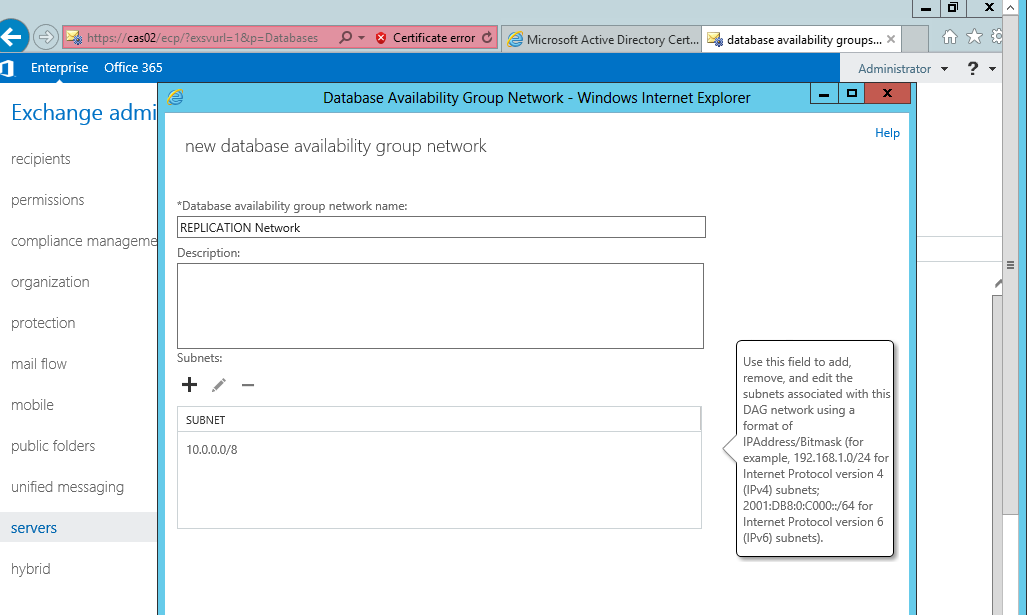 https://cas02/ecp/?exsvurl=1&p=Databases
Certificate error
Microsoft Active Directory Cert...
database availability groups...
Enterprise
Office 365
Administrator
?
Exchange admi
Database Availability Group Network - Windows Internet Explorer
Help
new database availability group network
recipients
permissions
compliance manageme
organization
protection
mail flow
mobile
public folders
unified messaging
servers
hybrid
*Database availability group network name:
REPLICATION Network
Description:
Subnets:
SUBNET
10.0.0.0/8
Use this field to add,
remove, and edit the
subnets associated with this
DAG network using a
format of
IPAddress/Bitmask (for
example, 192.168.1.0/24 for
Internet Protocol version 4
(IPv4) subnets;
2001:DB8:0:C000::/64 for
Internet Protocol version 6
(IPv6) subnets).